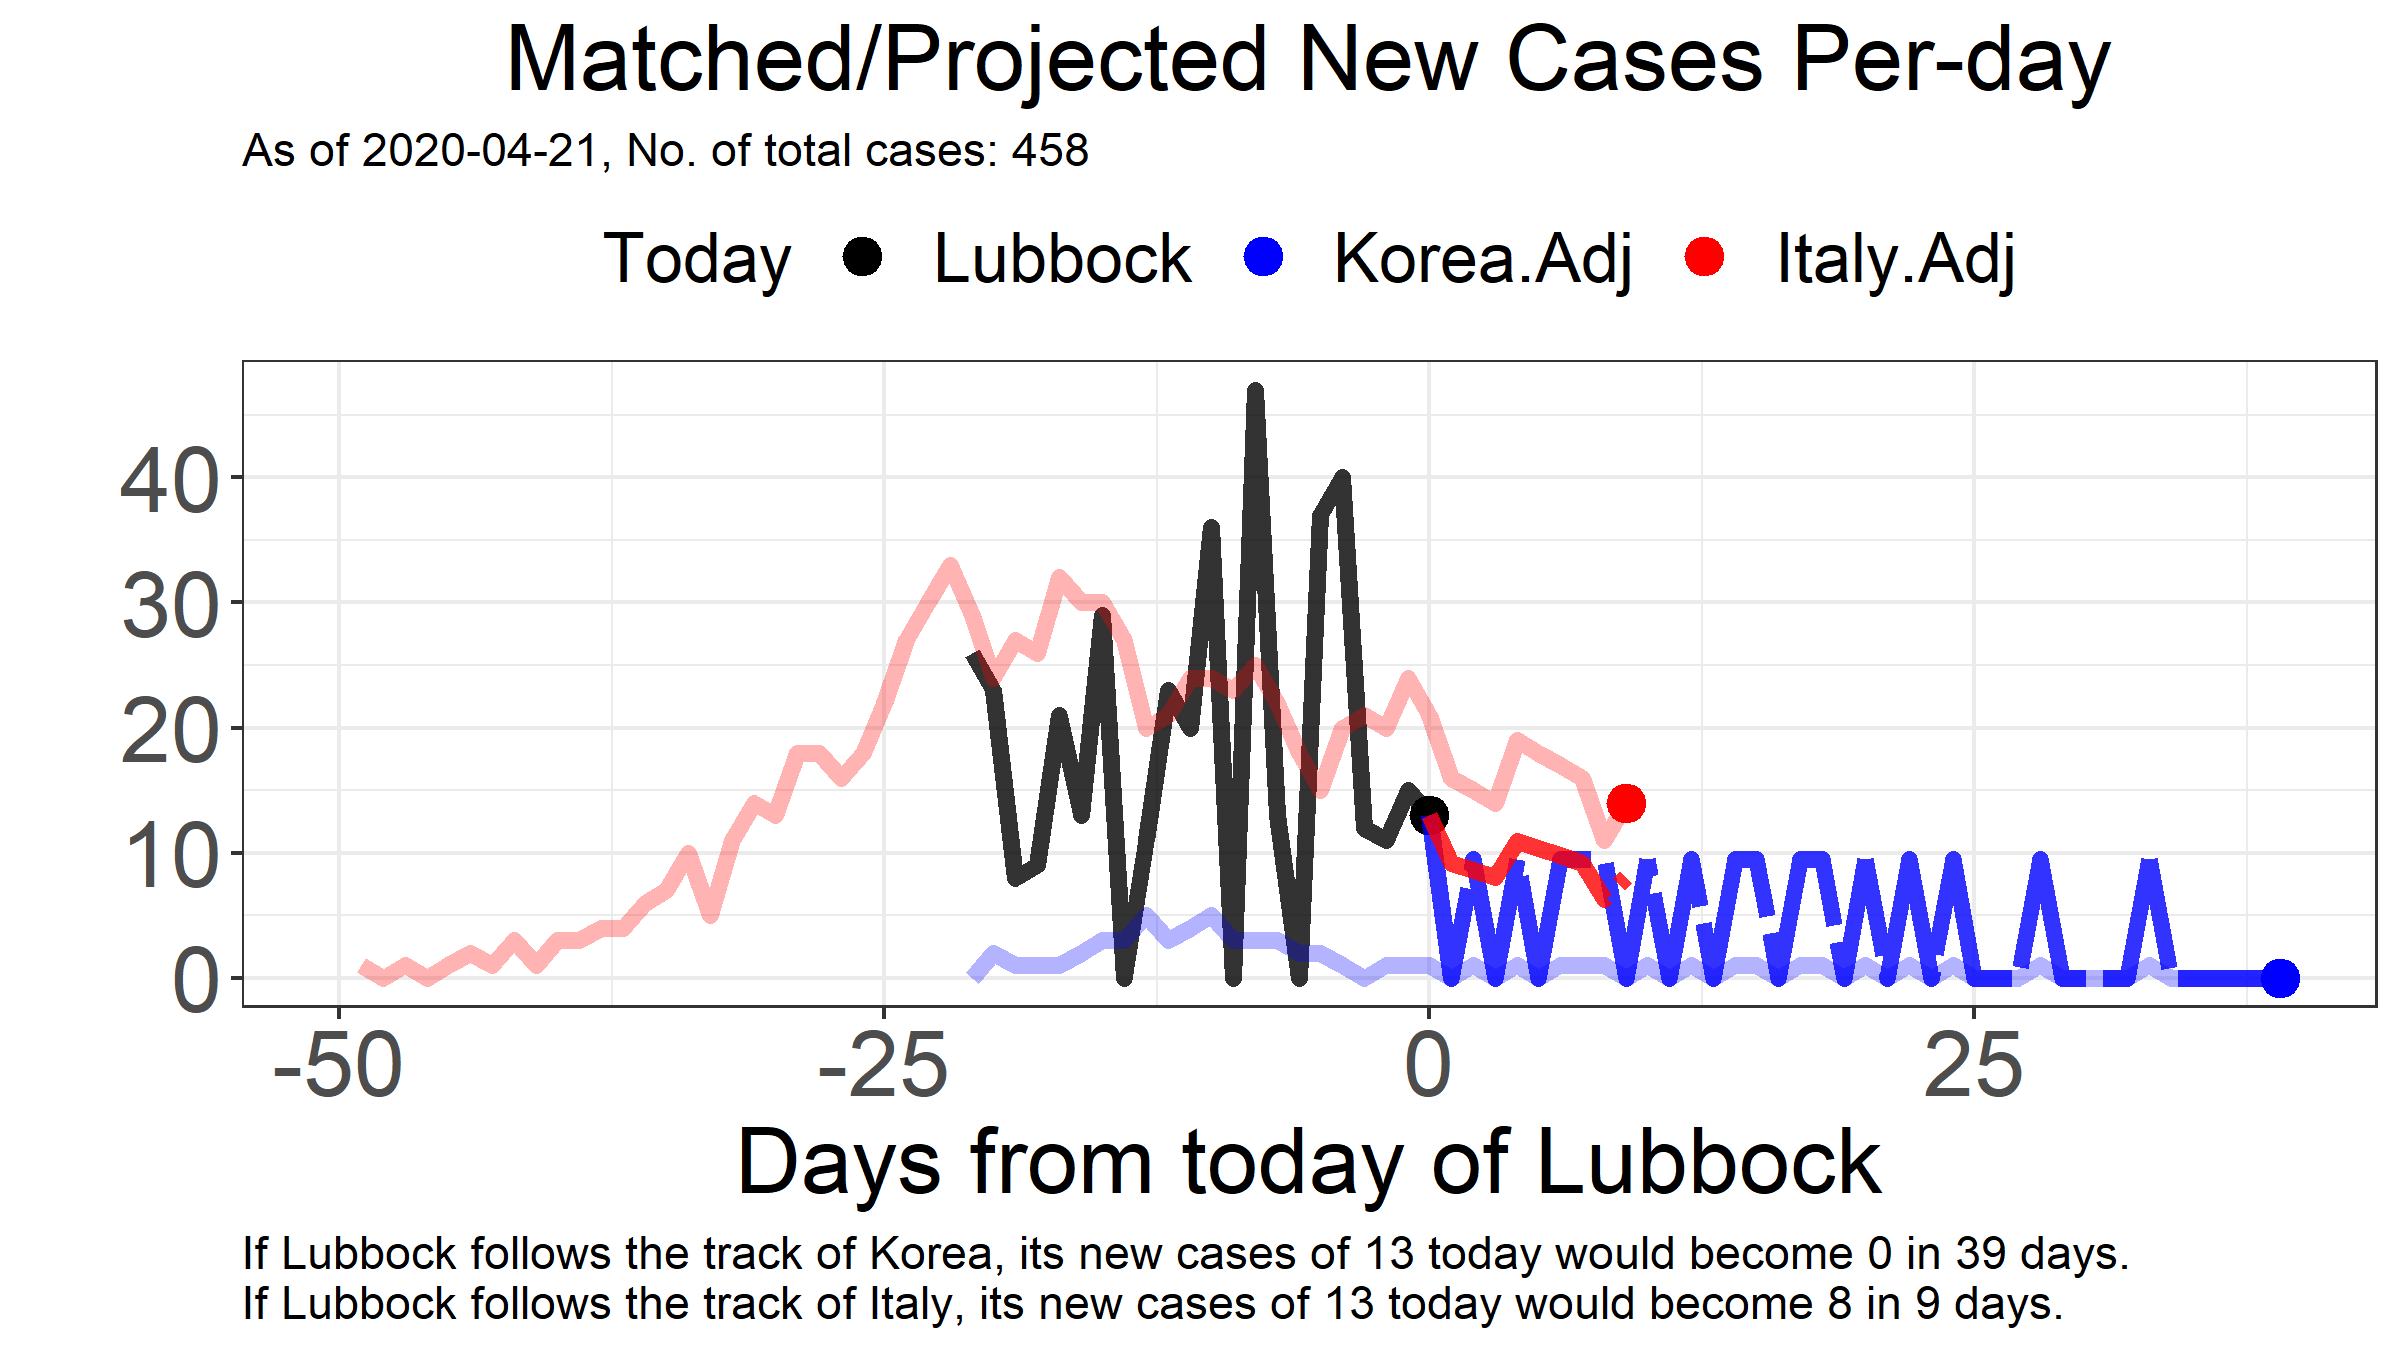 Matched/Projected New Cases Per-day
As of 2020-04-21, No. of total cases: 458
Today Lubbock Korea.Adj Italy.Adj
40
30
20
10
0
-50 -25 0 25
Days from today of Lubbock
If Lubbock follows the track of Korea, its new cases of 13 today would become 0 in 39 days.
If Lubbock follows the track of Italy, its new cases of 13 today would become 8 in 9 days.